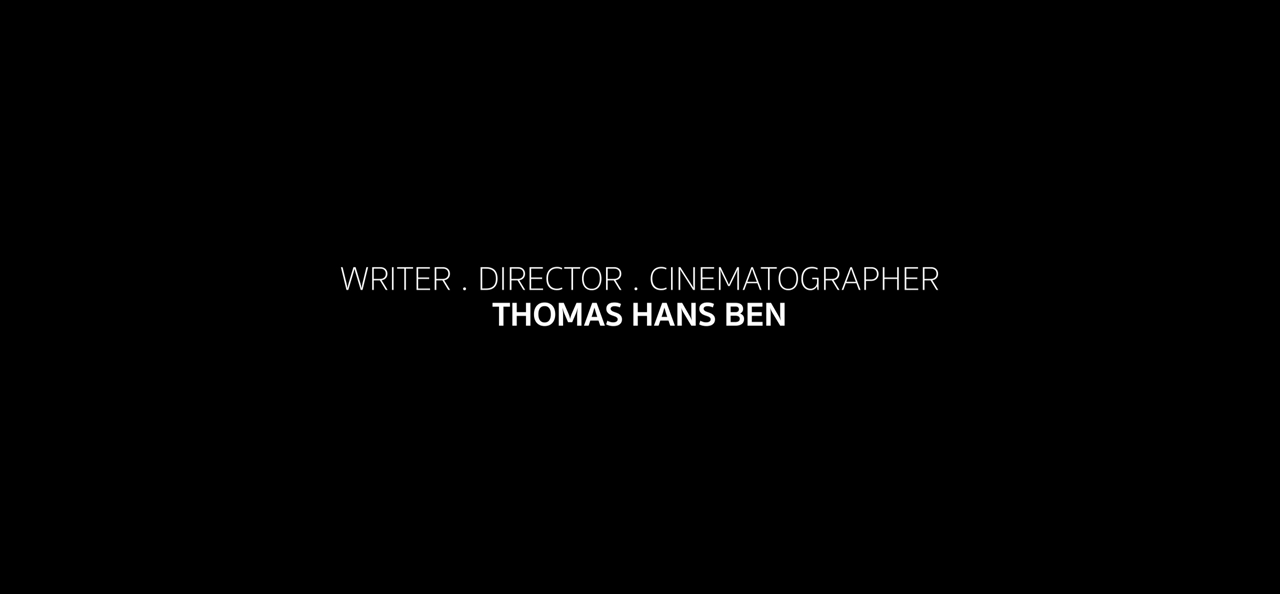 WRITER . DIRECTOR . CINEMATOGRAPHER
THOMAS HANS BEN